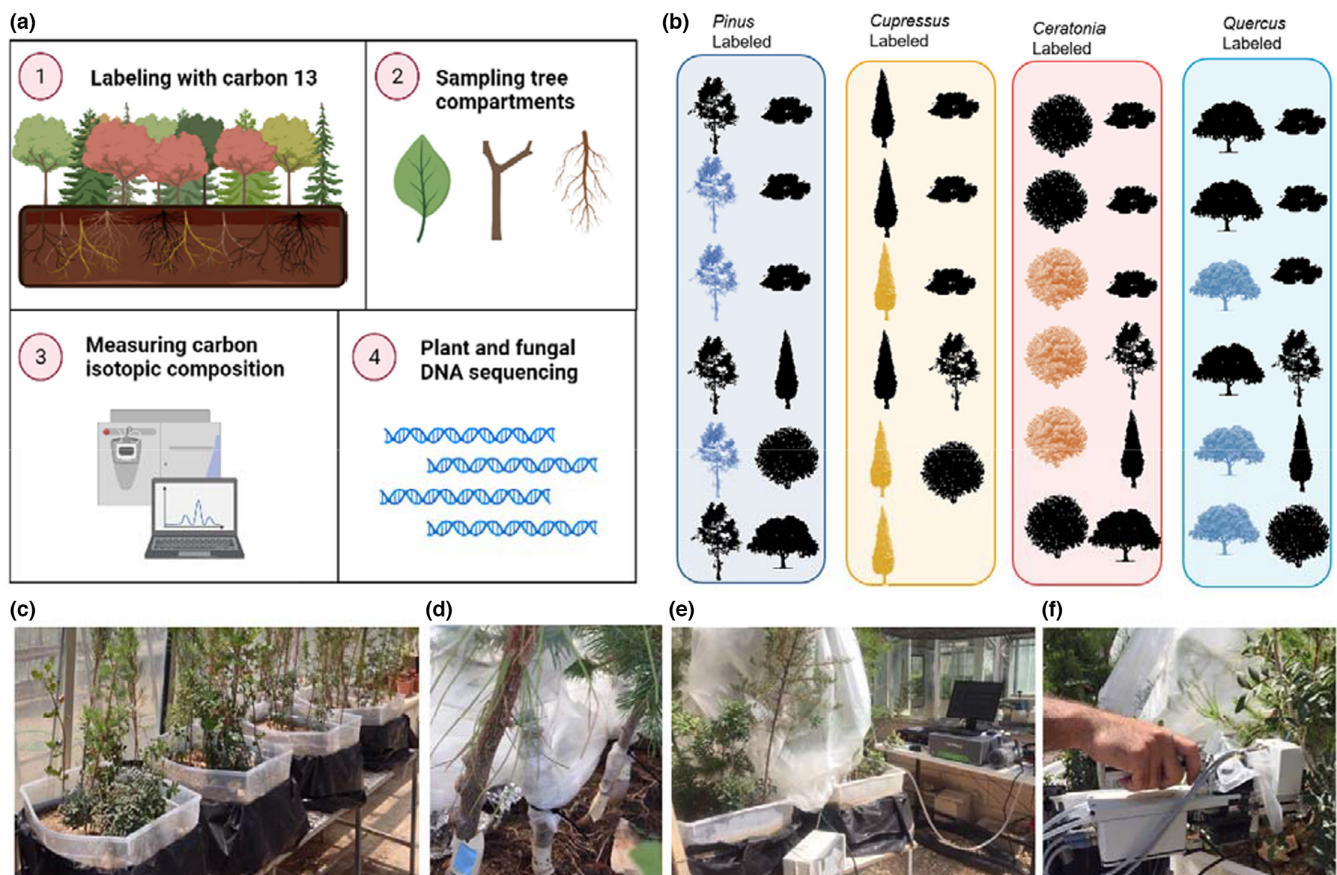 (a)
1
Labeling with carbon 13
2
Sampling tree
compartments
3
Measuring carbon
isotopic composition
4
Plant and fungal
DNA sequencing
(b)
Pinus
Labeled
Cupressus
Labeled
Ceratonia
Labeled
Quercus
Labeled
(c)
(d)
(e)
(f)